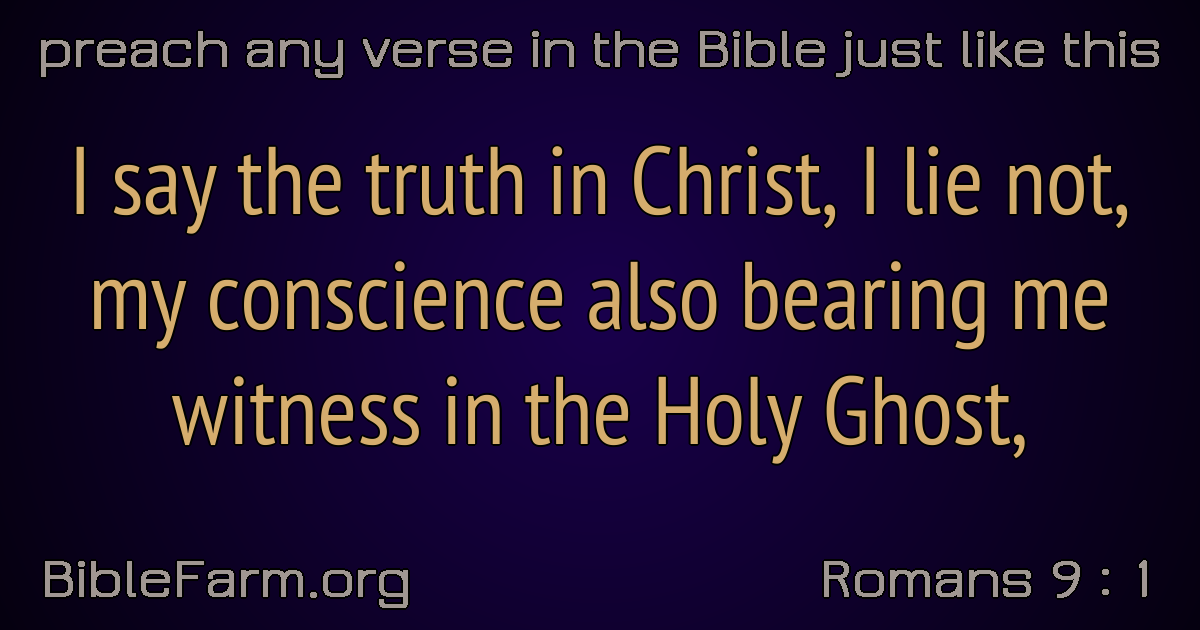 preach any verse in the Bible just like this
I say the truth in Christ, I lie not,
my conscience also bearing me
witness in the Holy Ghost,
BibleFarm.org
Romans 9 : 1